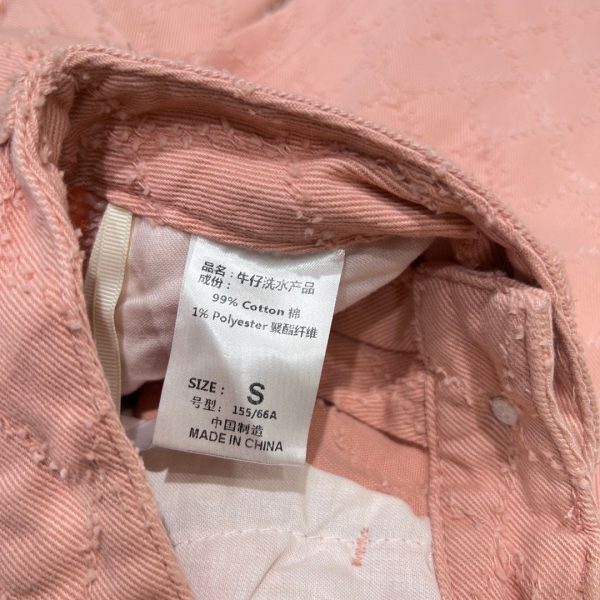 品名：牛仔洗水产品
成份：
99% Cotton 棉
1% Polyester 聚酯纤维
SIZE: S
号型: 155/66A
中国制造
MADE IN CHINA